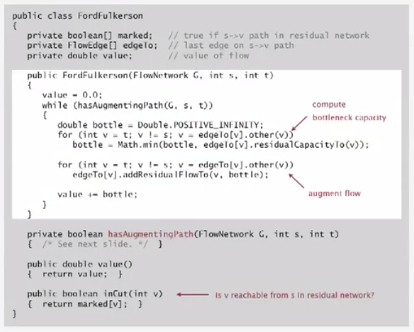 public class FordFulkerson
{
private boolean[] marked; // true if s->v path in residual network
private FlowEdge[] edgeTo; // last edge on s->v path
private double value; // value of flow
public FordFulkerson(FlowNetwork G, int s, int t)
{
value = 0.0;
while (hasAugmentingPath(G, s, t))
{
double bottle = Double.POSITIVE_INFINITY;
for (int v = t; v != s; v = edgeTo[v].other(v))
bottle = Math.min(bottle, edgeTo[v].residualCapacityTo(v));
compute
bottleneck capacity
for (int v = t; v != s; v = edgeTo[v].other(v))
edgeTo[v].addResidualFlowTo(v, bottle);
augment flow
value += bottle;
}
}
private boolean hasAugmentingPath(FlowNetwork G, int s, int t)
{ /* See next slide. */ }
public double value()
{ return value; }
public boolean inCut(int v)
{ return marked[v]; }
Is v reachable from s in residual network?
}